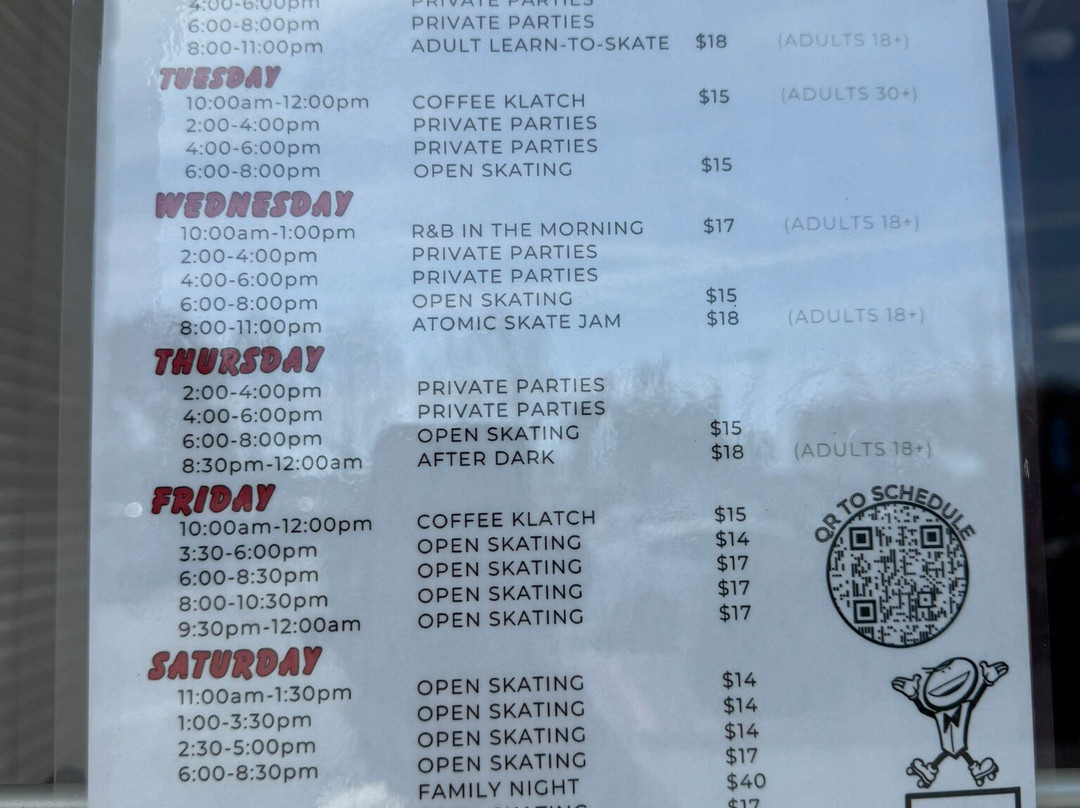 4:00-6:00pm PRIVATE PARTIES
6:00-8:00pm PRIVATE PARTIES
8:00-11:00pm ADULT LEARN-TO-SKATE $18 (ADULTS 18+)
TUESDAY
10:00am-12:00pm COFFEE KLATCH $15 (ADULTS 30+)
2:00-4:00pm PRIVATE PARTIES
4:00-6:00pm PRIVATE PARTIES
6:00-8:00pm OPEN SKATING $15
WEDNESDAY
10:00am-1:00pm R&B IN THE MORNING $17 (ADULTS 18+)
2:00-4:00pm PRIVATE PARTIES
4:00-6:00pm PRIVATE PARTIES
6:00-8:00pm OPEN SKATING $15
8:00-11:00pm ATOMIC SKATE JAM $18 (ADULTS 18+)
THURSDAY
2:00-4:00pm PRIVATE PARTIES
4:00-6:00pm PRIVATE PARTIES
6:00-8:00pm OPEN SKATING $15
8:30pm-12:00am AFTER DARK $18 (ADULTS 18+)
FRIDAY
10:00am-12:00pm COFFEE KLATCH $15
3:30-6:00pm OPEN SKATING $14
6:00-8:30pm OPEN SKATING $17
8:00-10:30pm OPEN SKATING $17
9:30pm-12:00am OPEN SKATING $17
QR TO SCHEDULE
SATURDAY
11:00am-1:30pm OPEN SKATING $14
1:00-3:30pm OPEN SKATING $14
2:30-5:00pm OPEN SKATING $14
6:00-8:30pm OPEN SKATING $17
FAMILY NIGHT $40
SKATING $17